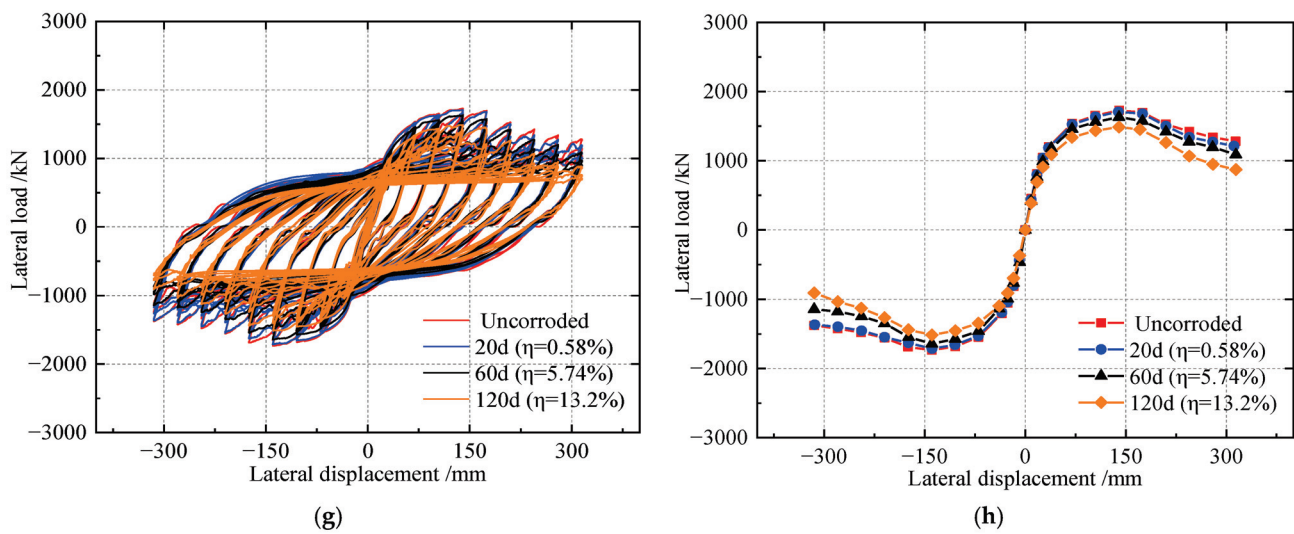 3000
2000
1000
0
−1000
−2000
−3000
Lateral load /kN
−300 −150 0 150 300
Lateral displacement /mm
Uncorroded
20d (η=0.58%)
60d (η=5.74%)
120d (η=13.2%)
(g)
3000
2000
1000
0
−1000
−2000
−3000
Lateral load /kN
−300 −150 0 150 300
Lateral displacement /mm
Uncorroded
20d (η=0.58%)
60d (η=5.74%)
120d (η=13.2%)
(h)